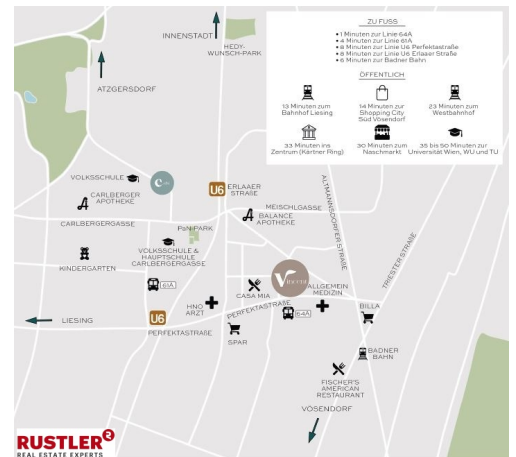 ZU FUSS
• 1 Minuten zur Linie 64A
• 4 Minuten zur Linie 61A
• 8 Minuten zur Linie U6 Perfektastraße
• 8 Minuten zur Linie U6 Erlaaer Straße
• 6 Minuten zur Badner Bahn
ÖFFENTLICH
13 Minuten zum
Bahnhof Liesing
14 Minuten zur
Shopping City
Süd Vösendorf
23 Minuten zum
Westbahnhof
33 Minuten ins
Zentrum (Kärtner Ring)
30 Minuten zum
Naschmarkt
35 bis 50 Minuten zur
Universität Wien, WU und TU
INNENSTADT
HEDY-
WUNSCH-PARK
ATZGERSDORF
VOLKSSCHULE
CARLBERGER
APOTHEKE
U6
ERLAAER
STRAßE
MEISCHLGASSE
BALANCE
APOTHEKE
ALTMANNSDORFER STRAßE
TRIESTER STRAßE
CARLBERGERGASSE
PaNiPARK
VOLKSSCHULE &
HAUPTSCHULE
CARLBERGERGASSE
KINDERGARTEN
61A
CASA MIA
ALLGEMEIN
MEDIZIN
HNO
ARZT
PERFEKTASTRAßE
64A
BILLA
LIESING
U6
PERFEKTASTRAßE
SPAR
BADNER
BAHN
FISCHER'S
AMERICAN
RESTAURANT
VÖSENDORF
RUSTLER
REAL ESTATE EXPERTS